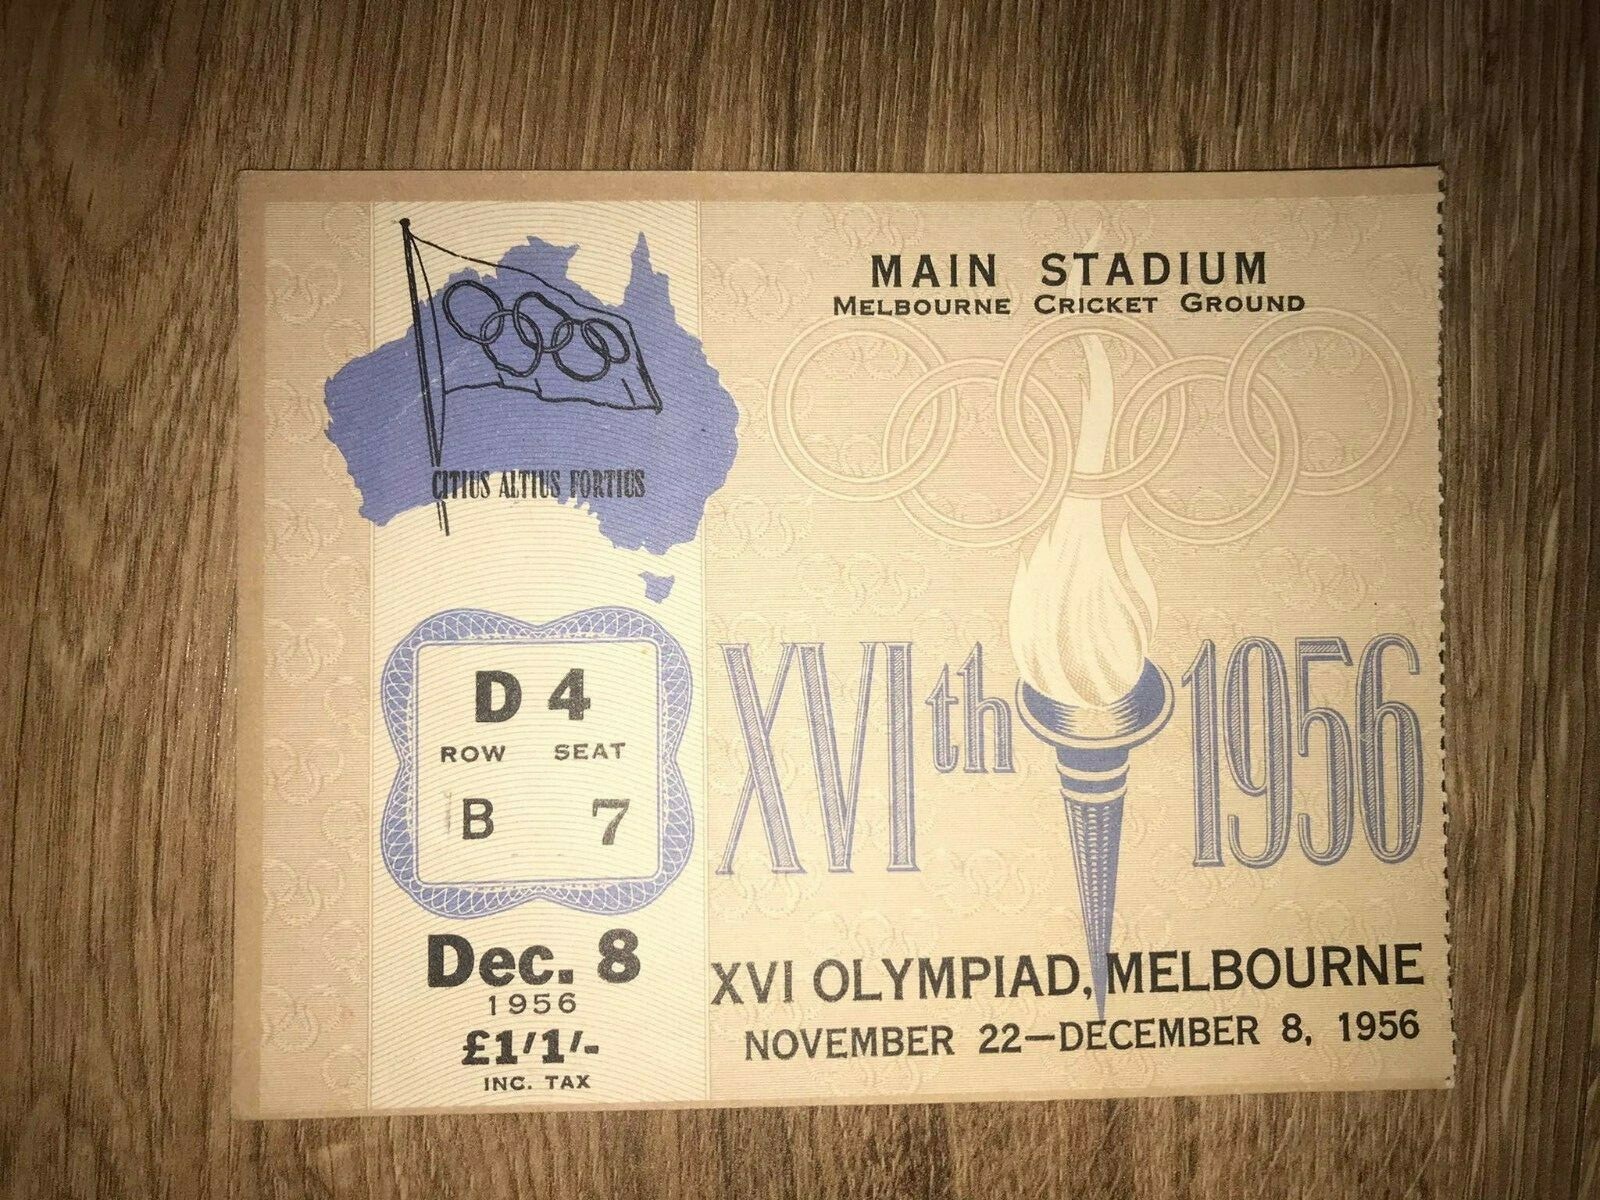 MAIN STADIUM
MELBOURNE CRICKET GROUND
CITIUS ALTIUS FORTIUS
D 4
ROW SEAT
B 7
XVIth 1956
Dec. 8
1956
£1'1'-
INC. TAX
XVI OLYMPIAD, MELBOURNE
NOVEMBER 22—DECEMBER 8, 1956